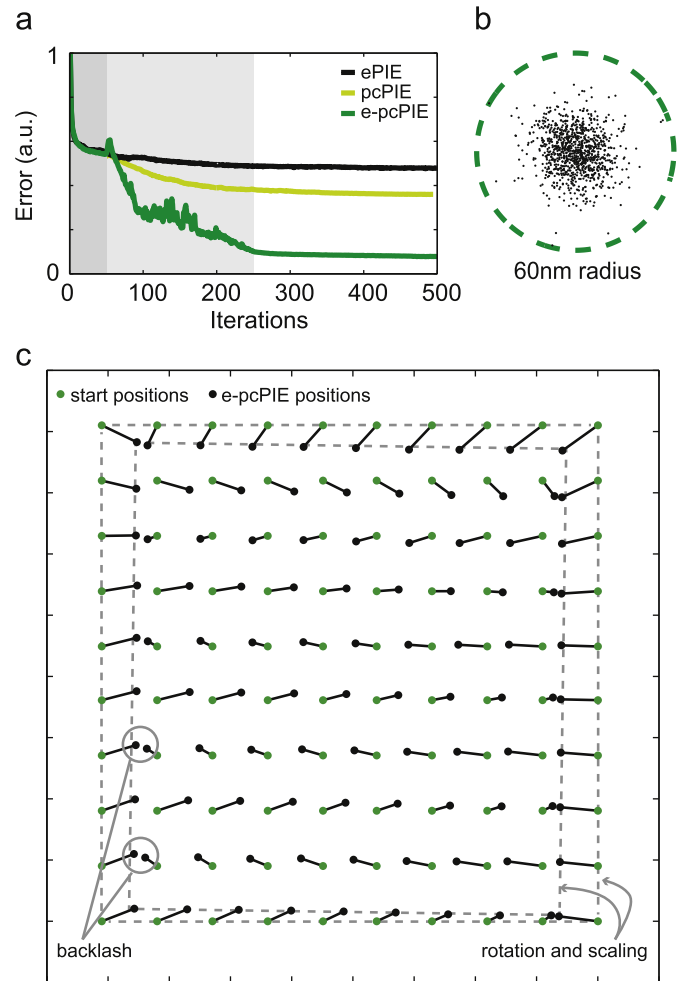 a
b
1
ePIE
pcPIE
e-pcPIE
Error (a.u.)
0
0
100
200
300
400
500
Iterations
60nm radius
c
start positions
e-pcPIE positions
backlash
rotation and scaling